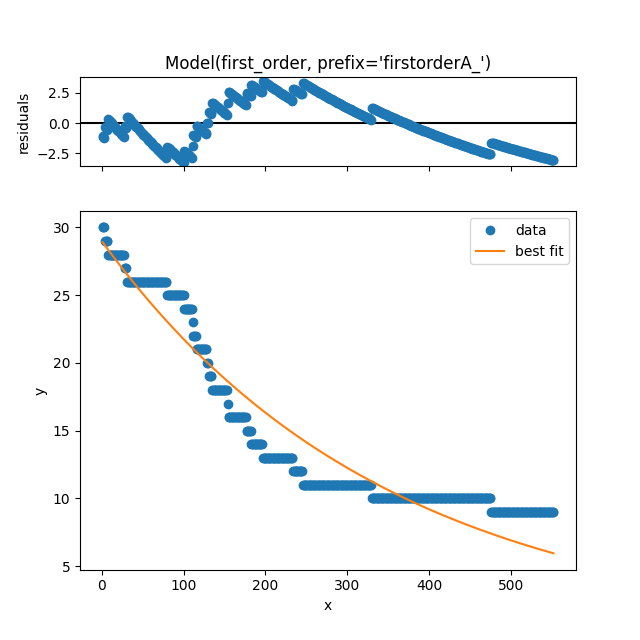 Model(first_order, prefix='firstorderA_')
residuals
2.5
0.0
−2.5
30
25
20
15
10
5
y
data
best fit
0
100
200
300
400
500
x